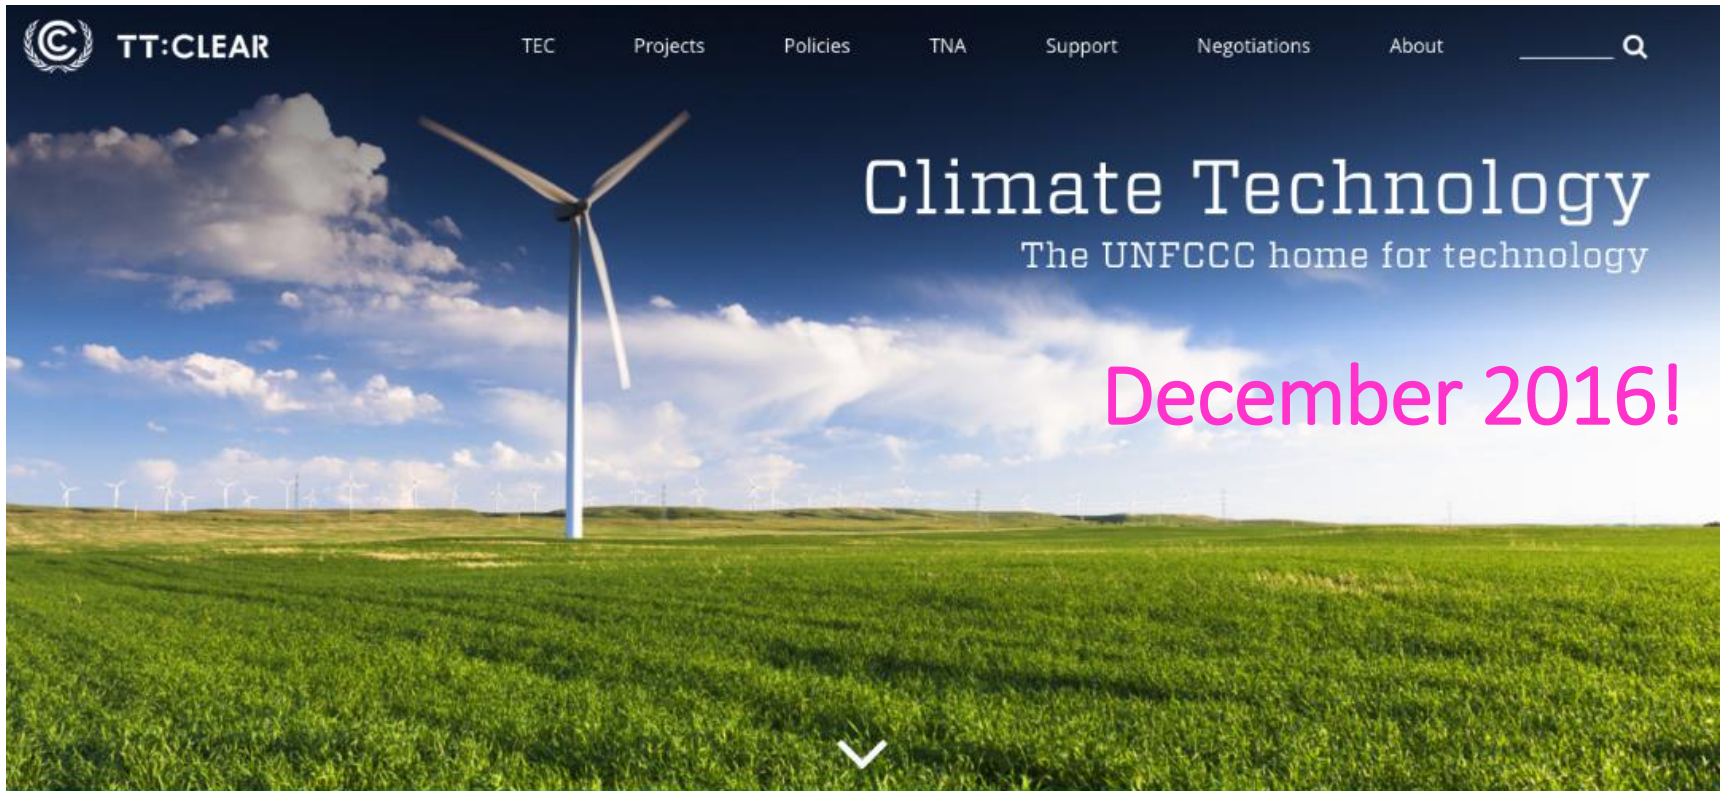 TT:CLEAR
TEC Projects Policies TNA Support Negotiations About
Climate Technology
The UNFCCC home for technology
December 2016!